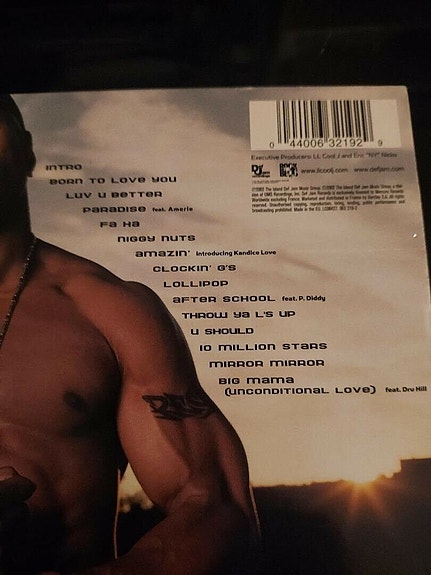 0 44006 32192 9
Executive Producers: LL Cool J and Eric "NY" Nicks
www.llcoolj.com www.defjam.com
INTRO
BORN TO LOVE YOU
LUV U BETTER
PARADISE feat. Amerie
FA HA
NIGGY NUTS
AMAZIN' Introducing Kandice Love
CLOCKIN' G'S
LOLLIPOP
AFTER SCHOOL feat. P. Diddy
THROW YA L'S UP
U SHOULD
10 MILLION STARS
MIRROR MIRROR
BIG MAMA
(UNCONDITIONAL LOVE) feat. Dru Hill